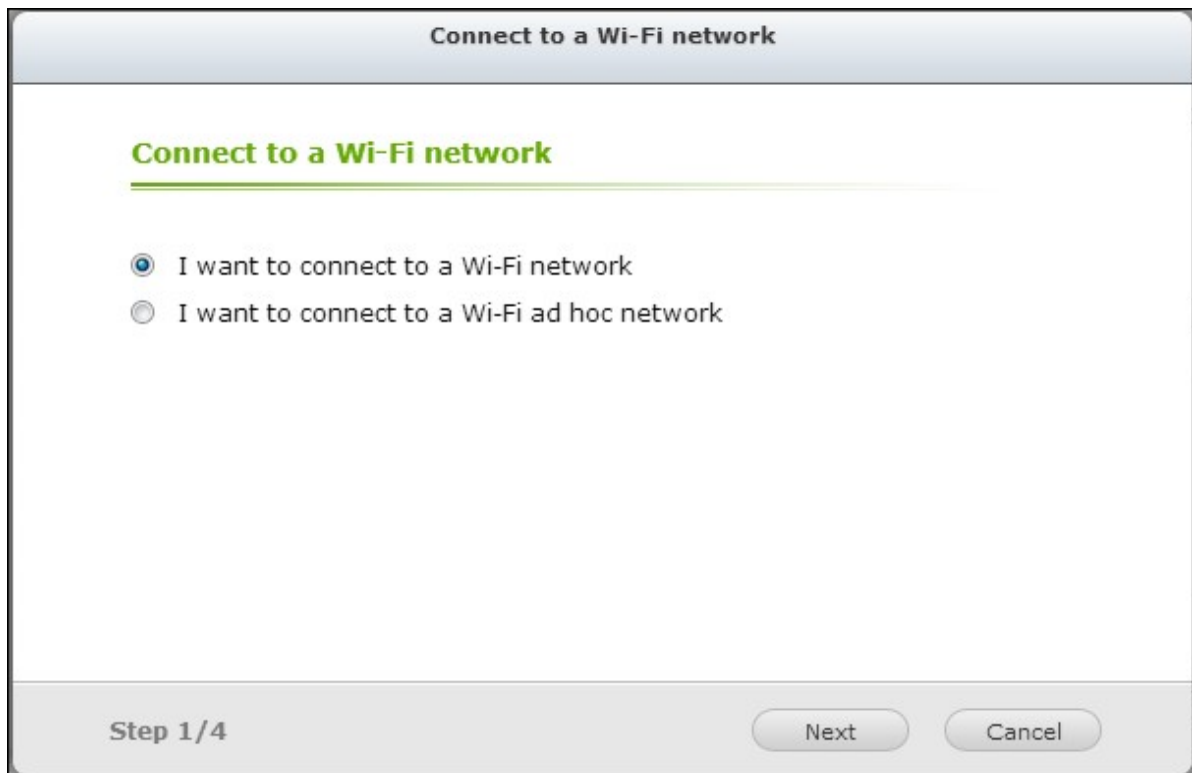 Connect to a Wi-Fi network
Connect to a Wi-Fi network
I want to connect to a Wi-Fi network
I want to connect to a Wi-Fi ad hoc network
Step 1/4
Next
Cancel